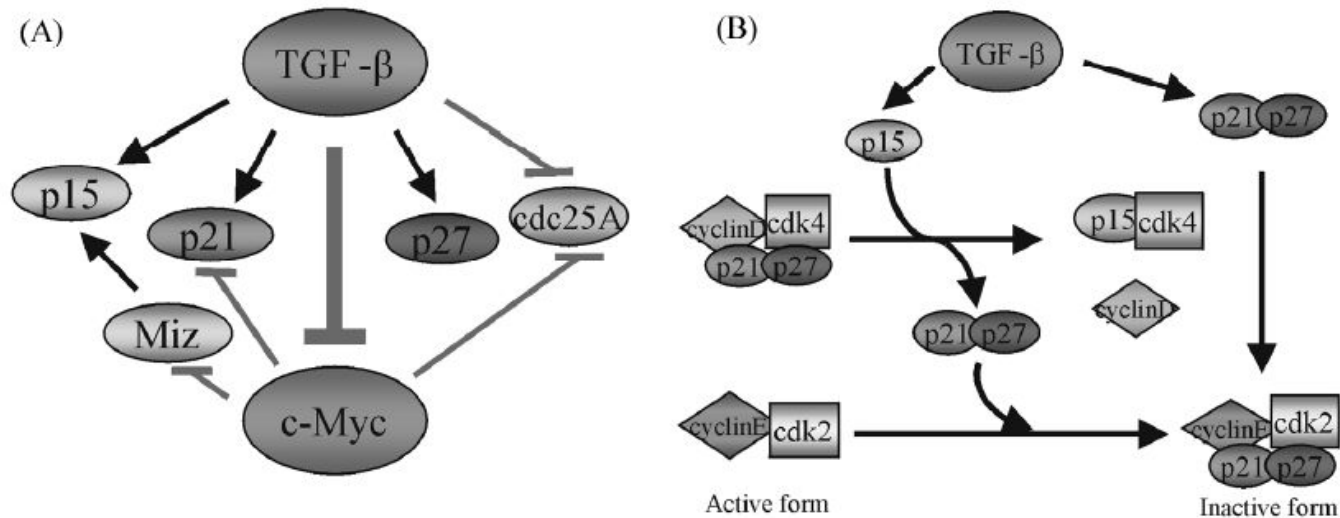 (A)
TGF-β
p15
p21
p27
cdc25A
Miz
c-Myc
(B)
TGF-β
p15
p21 p27
cyclinD cdk4
p21 p27
p15 cdk4
cyclinD
p21 p27
cyclinE cdk2
cyclinE cdk2
p21 p27
Active form
Inactive form